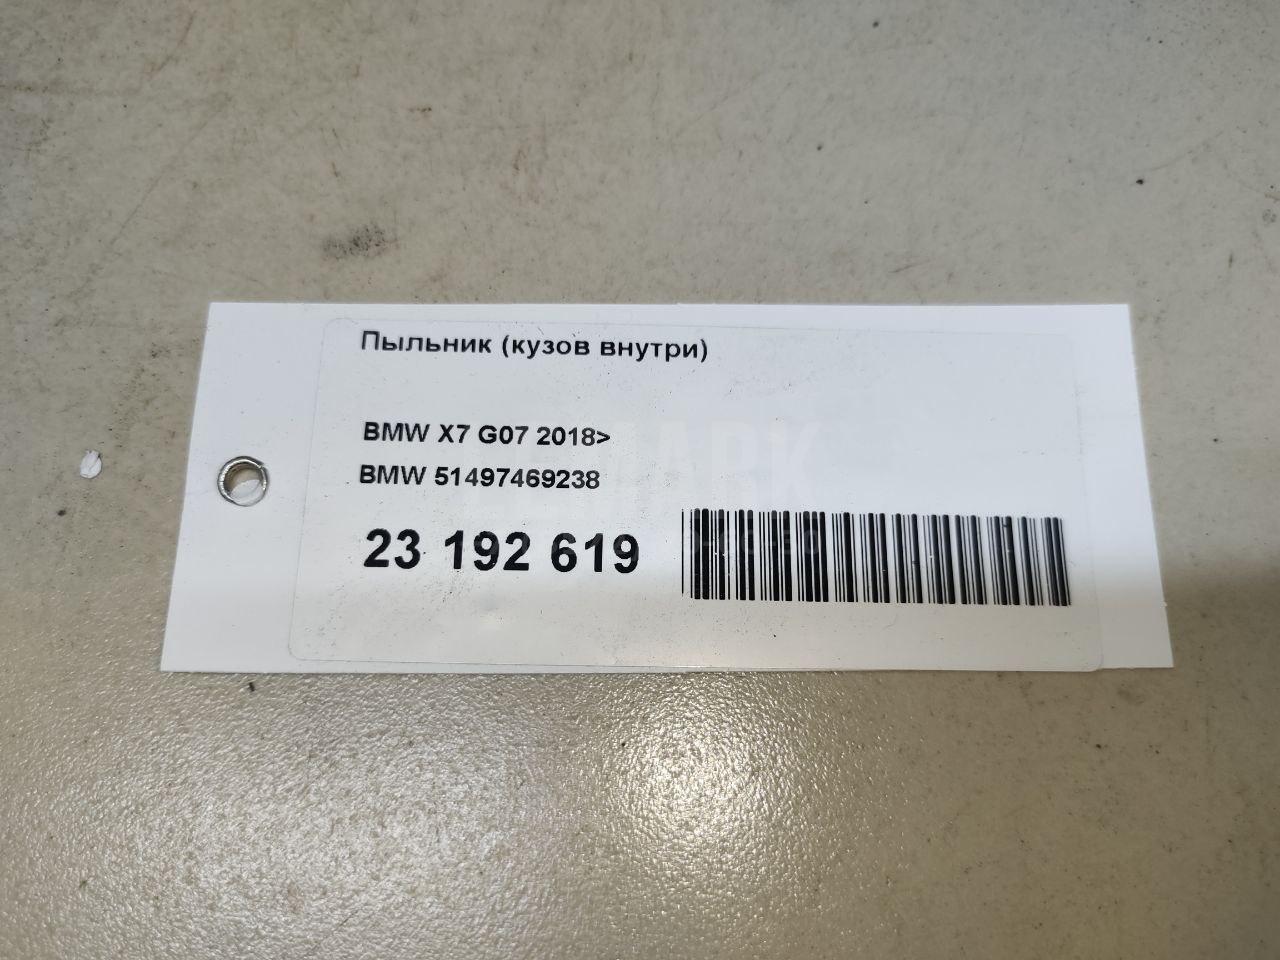 Пыльник (кузов внутри)
BMW X7 G07 2018>
BMW 51497469238
23 192 619